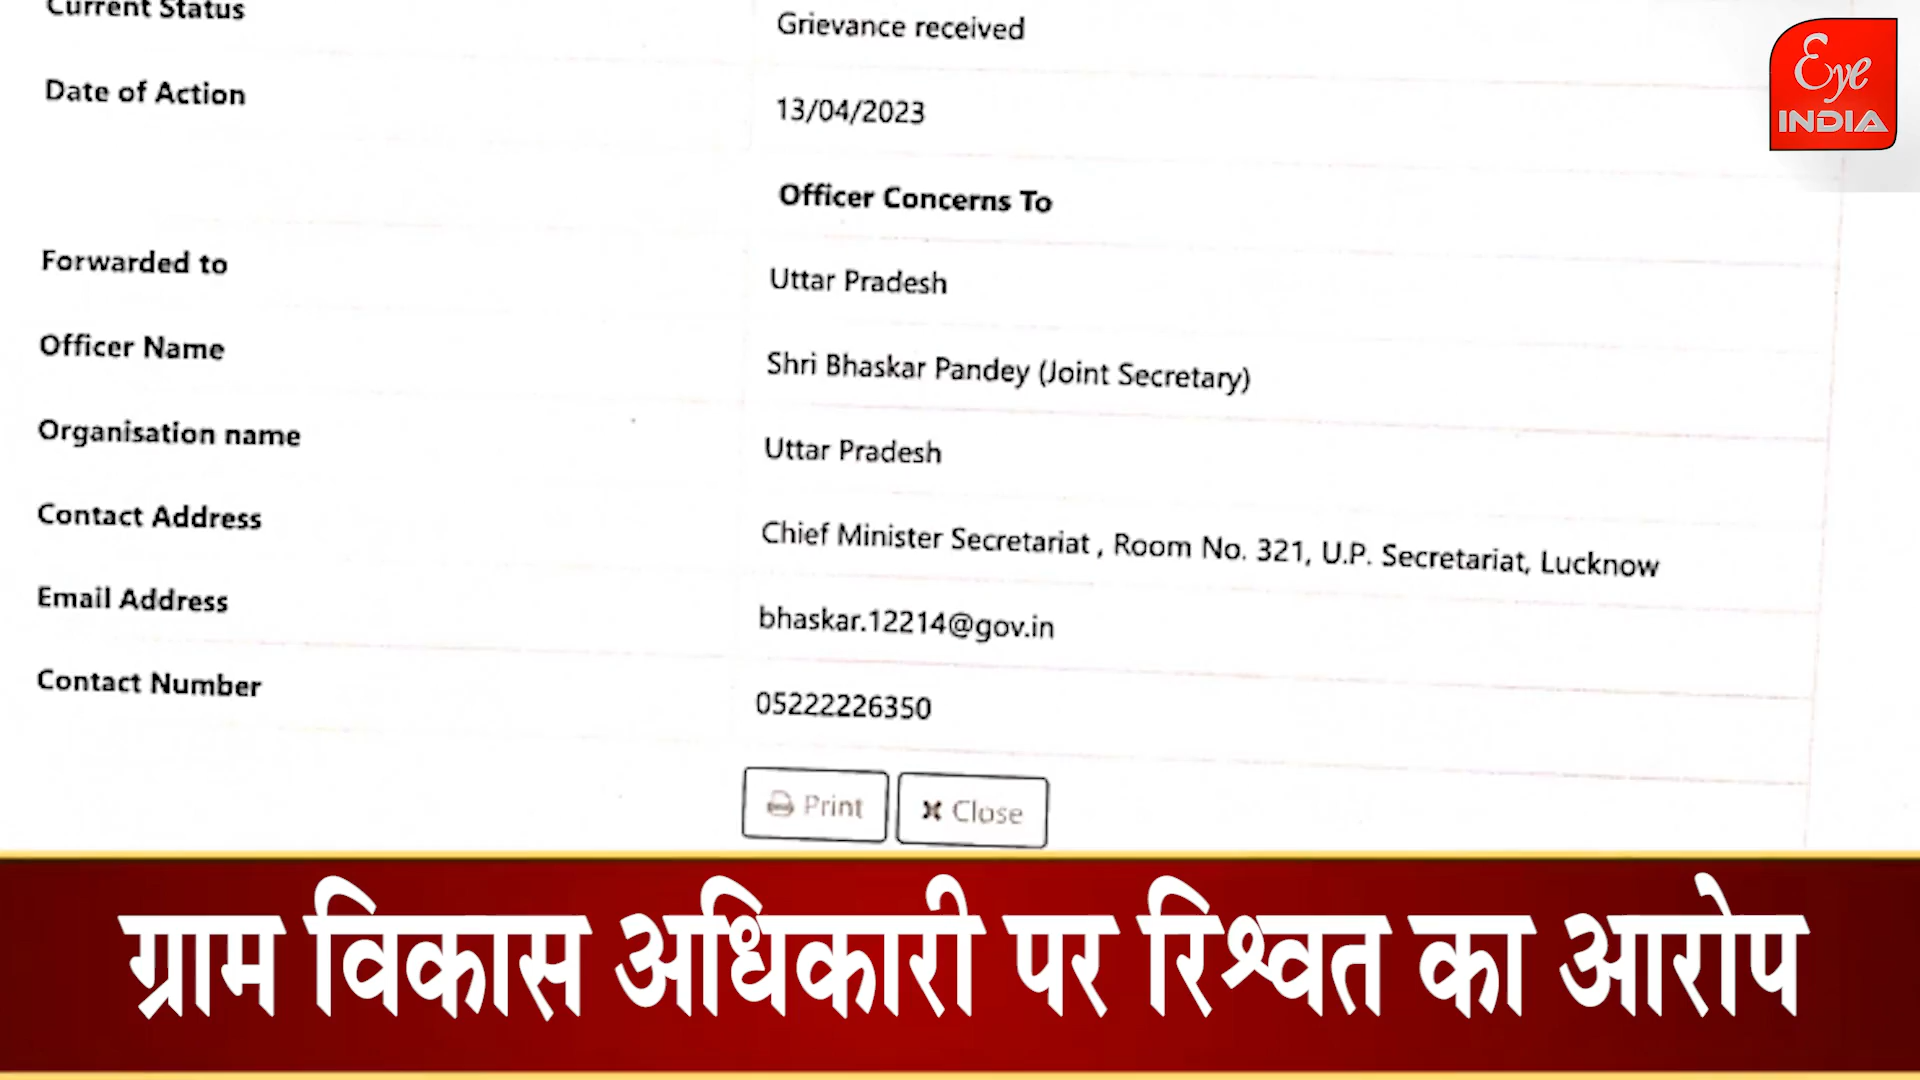 Current Status Grievance received
Date of Action 13/04/2023
Officer Concerns To
Forwarded to Uttar Pradesh
Officer Name Shri Bhaskar Pandey (Joint Secretary)
Organisation name Uttar Pradesh
Contact Address Chief Minister Secretariat , Room No. 321, U.P. Secretariat, Lucknow
Email Address bhaskar.12214@gov.in
Contact Number 05222226350
Print Close
Eye
INDIA
ग्राम विकास अधिकारी पर रिश्वत का आरोप